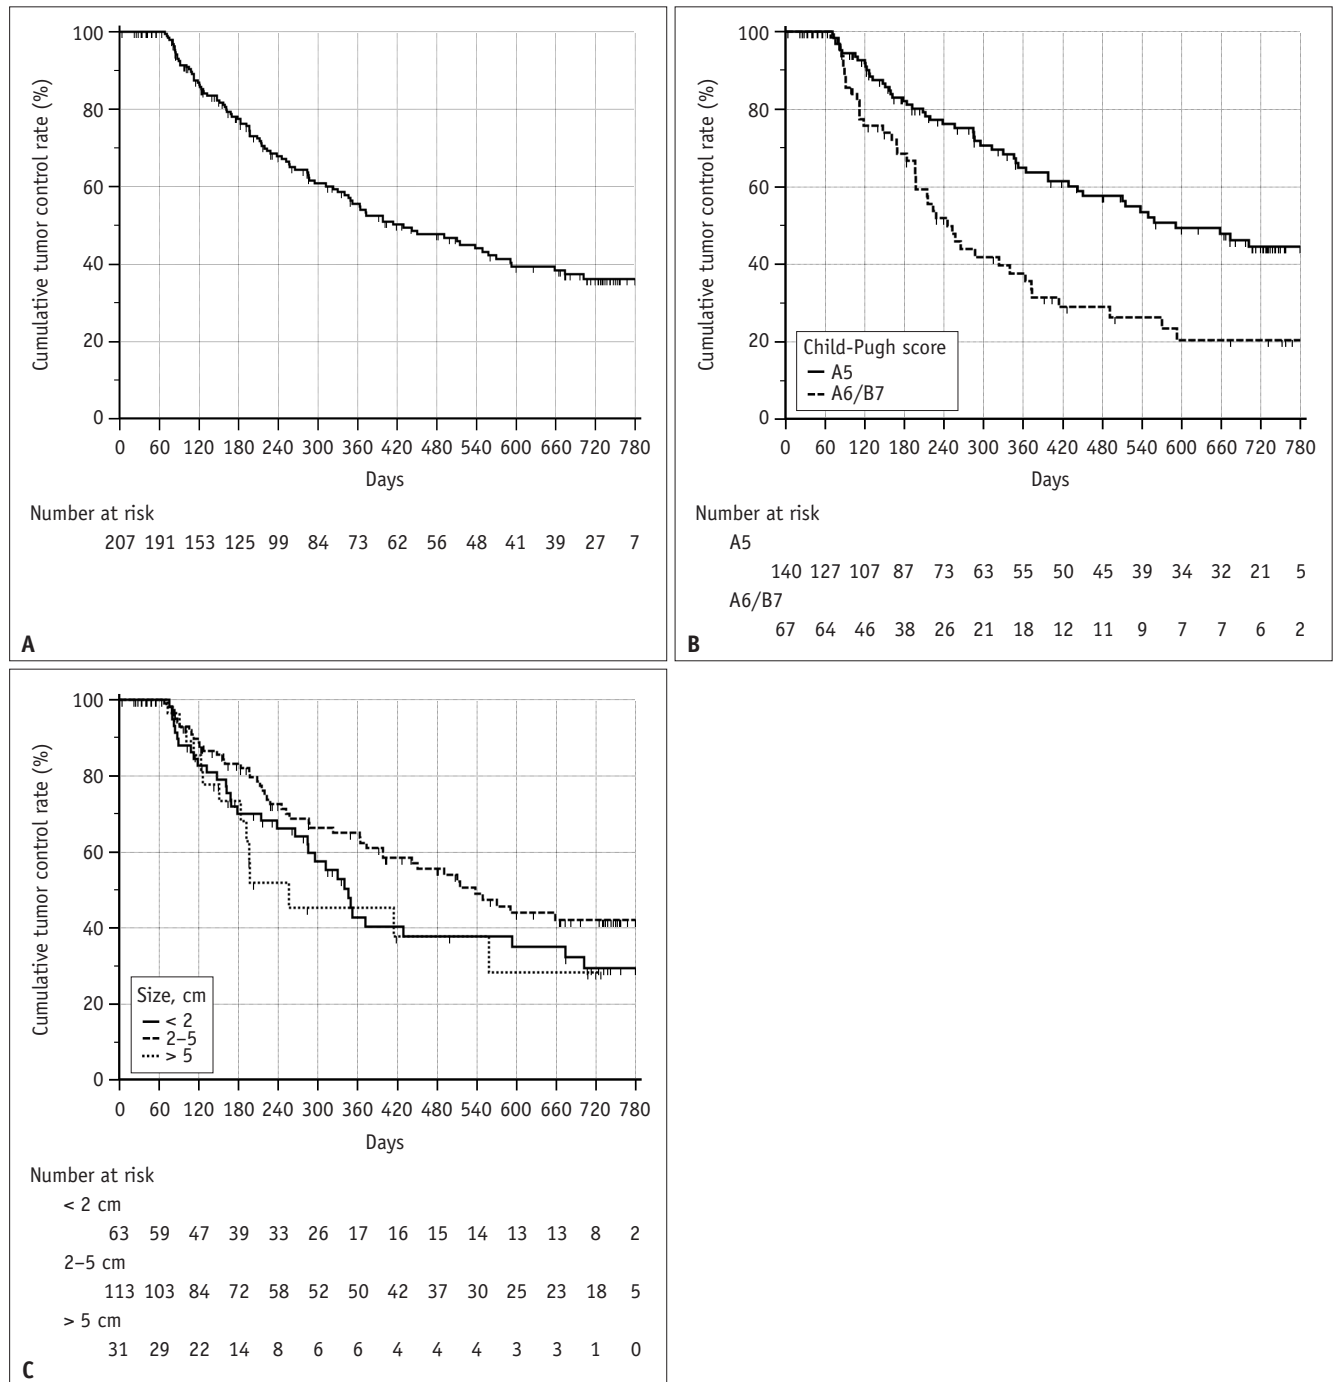 100
80
60
40
20
0
Cumulative tumor control rate (%)
0 60 120 180 240 300 360 420 480 540 600 660 720 780
Days
Number at risk
207 191 153 125 99 84 73 62 56 48 41 39 27 7
A
100
80
60
40
20
0
Cumulative tumor control rate (%)
Child-Pugh score
A5
A6/B7
0 60 120 180 240 300 360 420 480 540 600 660 720 780
Days
Number at risk
A5
140 127 107 87 73 63 55 50 45 39 34 32 21 5
A6/B7
67 64 46 38 26 21 18 12 11 9 7 7 6 2
B
100
80
60
40
20
0
Cumulative tumor control rate (%)
Size, cm
< 2
2–5
> 5
0 60 120 180 240 300 360 420 480 540 600 660 720 780
Days
Number at risk
< 2 cm
63 59 47 39 33 26 17 16 15 14 13 13 8 2
2–5 cm
113 103 84 72 58 52 50 42 37 30 25 23 18 5
> 5 cm
31 29 22 14 8 6 6 4 4 4 3 3 1 0
C